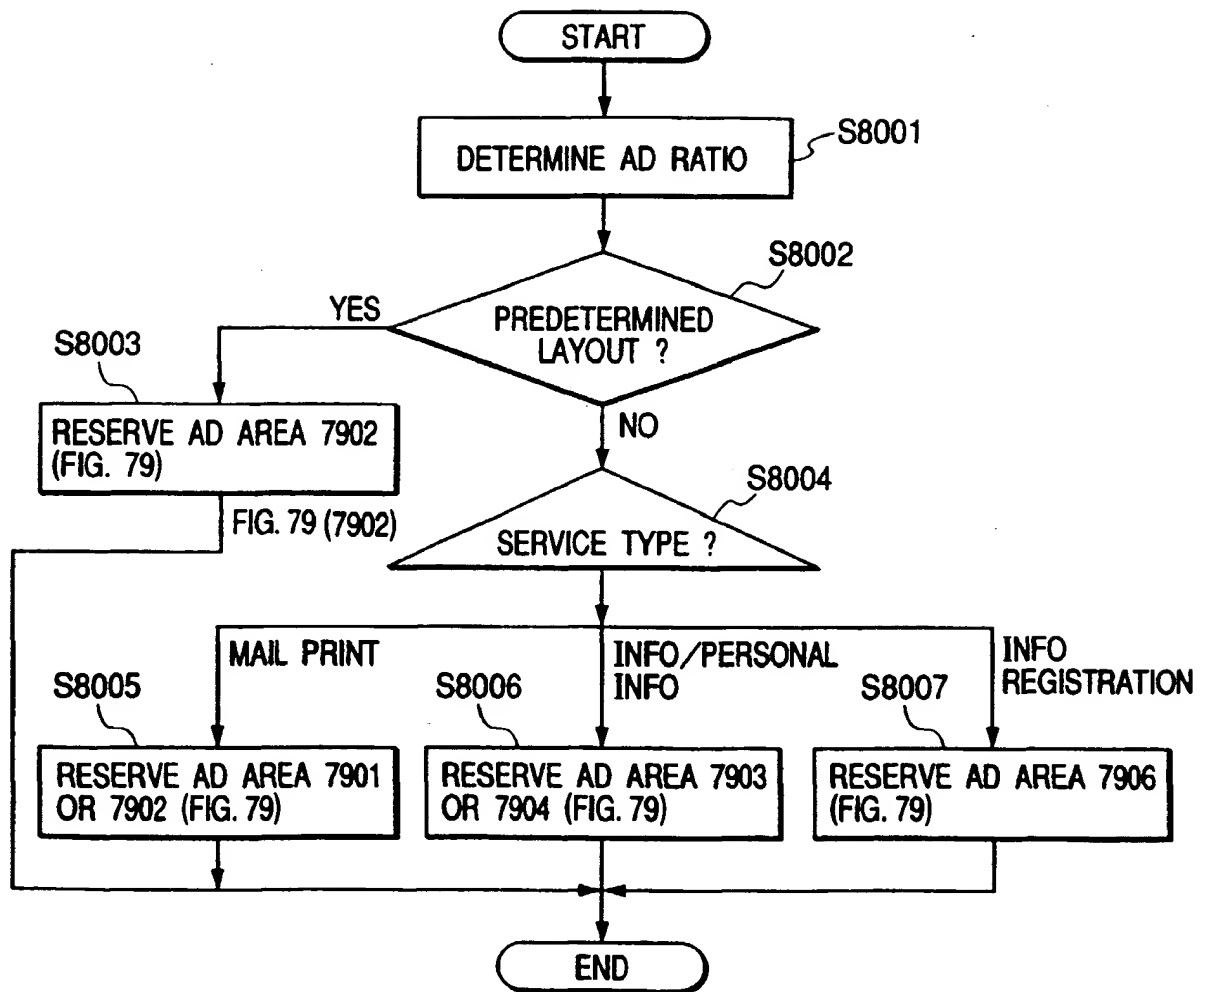 START
DETERMINE AD RATIO
S8001
S8002
PREDETERMINED
LAYOUT ?
YES
S8003
RESERVE AD AREA 7902
(FIG. 79)
FIG. 79 (7902)
NO
S8004
SERVICE TYPE ?
MAIL PRINT
INFO/PERSONAL
INFO
INFO
REGISTRATION
S8005
RESERVE AD AREA 7901
OR 7902 (FIG. 79)
S8006
RESERVE AD AREA 7903
OR 7904 (FIG. 79)
S8007
RESERVE AD AREA 7906
(FIG. 79)
END